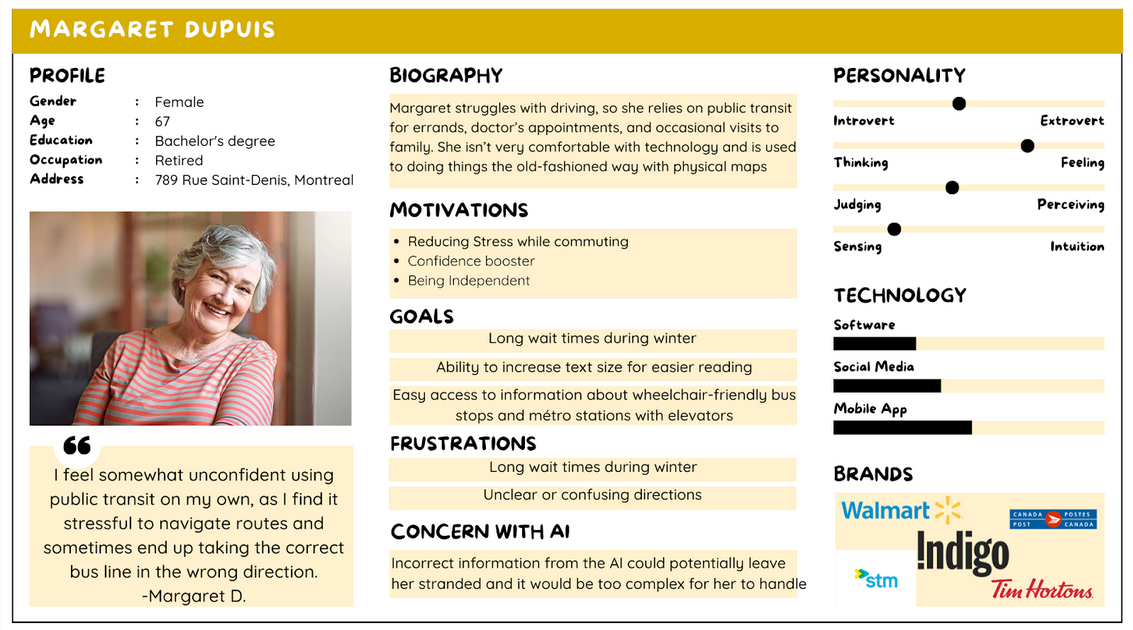 MARGARET DUPUIS
PROFILE
Gender : Female
Age : 67
Education : Bachelor's degree
Occupation : Retired
Address : 789 Rue Saint-Denis, Montreal
I feel somewhat unconfident using
public transit on my own, as I find it
stressful to navigate routes and
sometimes end up taking the correct
bus line in the wrong direction.
-Margaret D.
BIOGRAPHY
Margaret struggles with driving, so she relies on public transit
for errands, doctor's appointments, and occasional visits to
family. She isn't very comfortable with technology and is used
to doing things the old-fashioned way with physical maps
MOTIVATIONS
• Reducing Stress while commuting
• Confidence booster
• Being Independent
GOALS
Long wait times during winter
Ability to increase text size for easier reading
Easy access to information about wheelchair-friendly bus
stops and métro stations with elevators
FRUSTRATIONS
Long wait times during winter
Unclear or confusing directions
CONCERN WITH AI
Incorrect information from the AI could potentially leave
her stranded and it would be too complex for her to handle
PERSONALITY
Introvert Extrovert
Thinking Feeling
Judging Perceiving
Sensing Intuition
TECHNOLOGY
Software
Social Media
Mobile App
BRANDS
Walmart
CANADA POSTES
POST CANADA
!ndigo
stm
Tim Hortons.